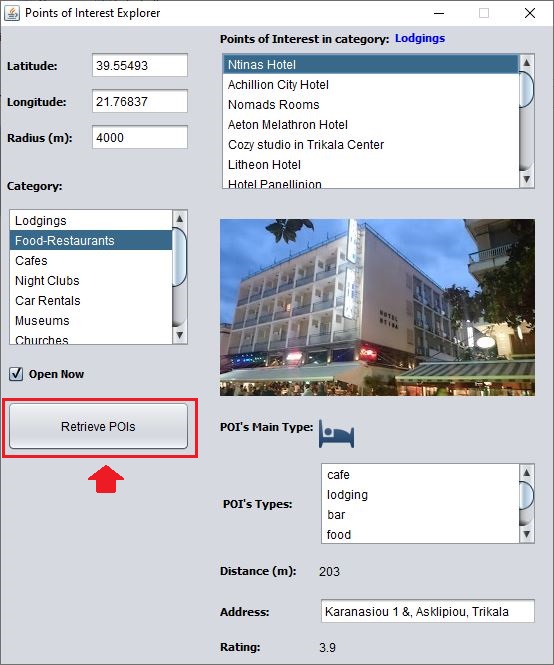 Points of Interest Explorer
Latitude:
39.55493
Longitude:
21.76837
Radius (m):
4000
Category:
Lodgings
Food-Restaurants
Cafes
Night Clubs
Car Rentals
Museums
Churches
Open Now
Retrieve POIs
Points of Interest in category: Lodgings
Ntinas Hotel
Achillion City Hotel
Nomads Rooms
Aeton Melathron Hotel
Cozy studio in Trikala Center
Litheon Hotel
Hotel Panellinion
HOTEL
NTINA
POI's Main Type:
POI's Types:
cafe
lodging
bar
food
Distance (m):
203
Address:
Karanasiou 1 &, Asklipiou, Trikala
Rating:
3.9